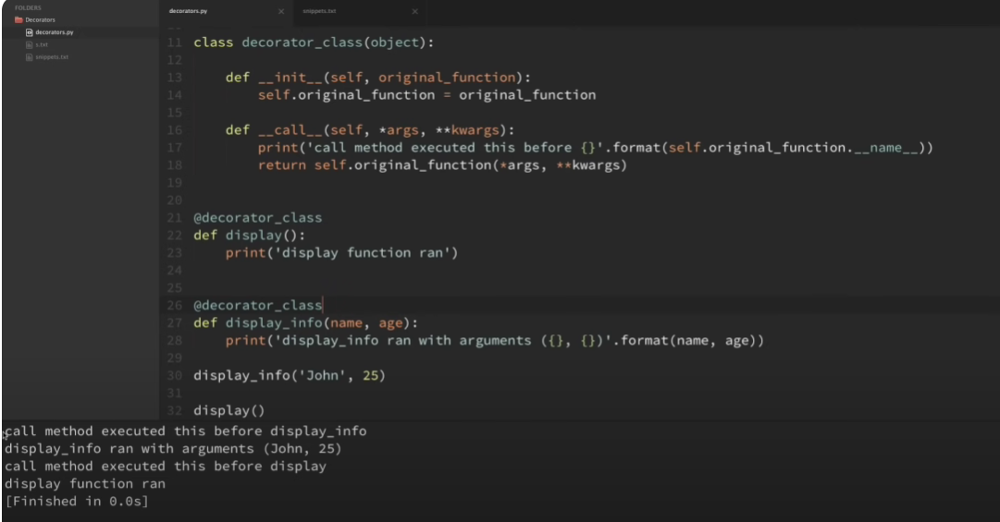 FOLDERS
Decorators
decorators.py
s.txt
snippets.txt
decorators.py ×
snippets.txt ×
11 class decorator_class(object):
12
13     def __init__(self, original_function):
14         self.original_function = original_function
15
16     def __call__(self, *args, **kwargs):
17         print('call method executed this before {}'.format(self.original_function.__name__))
18         return self.original_function(*args, **kwargs)
19
20
21 @decorator_class
22 def display():
23     print('display function ran')
24
25
26 @decorator_class
27 def display_info(name, age):
28     print('display_info ran with arguments ({}, {})'.format(name, age))
29
30 display_info('John', 25)
31
32 display()
call method executed this before display_info
display_info ran with arguments (John, 25)
call method executed this before display
display function ran
[Finished in 0.0s]